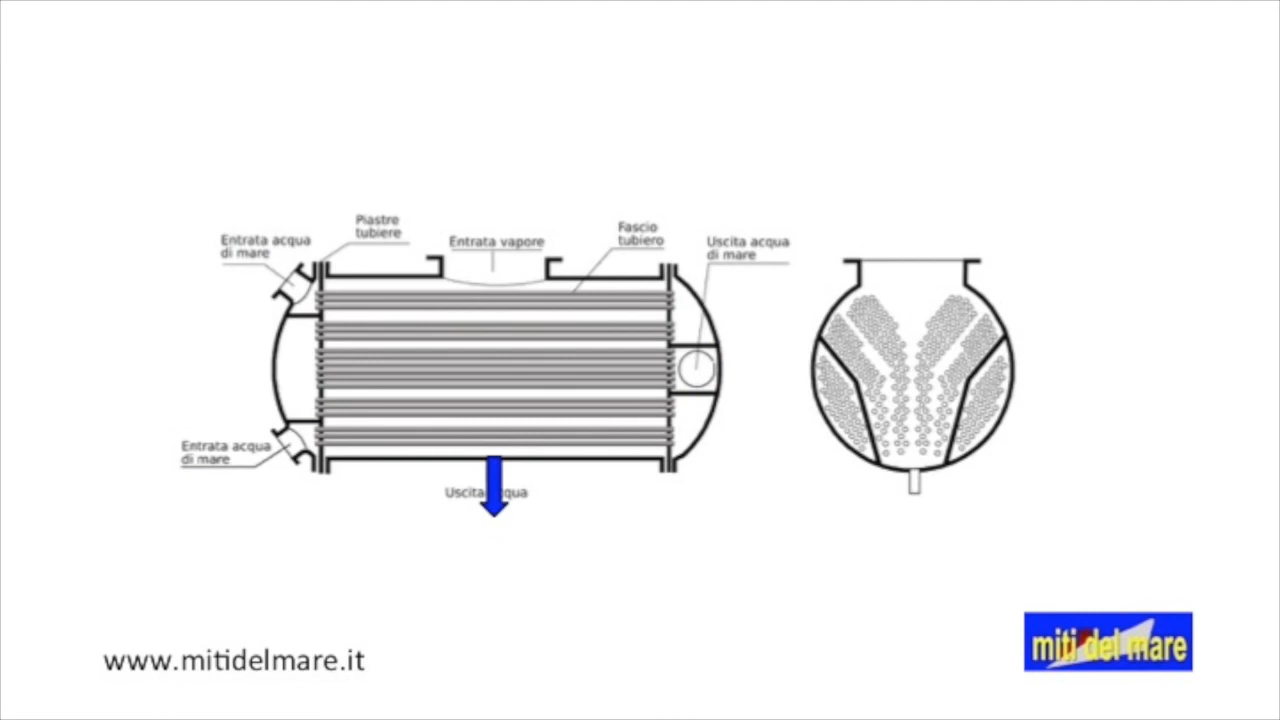 Piastre
tubiere
Entrata acqua
di mare
Entrata vapore
Fascio
tubiero
Uscita acqua
di mare
Entrata acqua
di mare
Uscita qua
www.mitidelmare.it
miti del mare